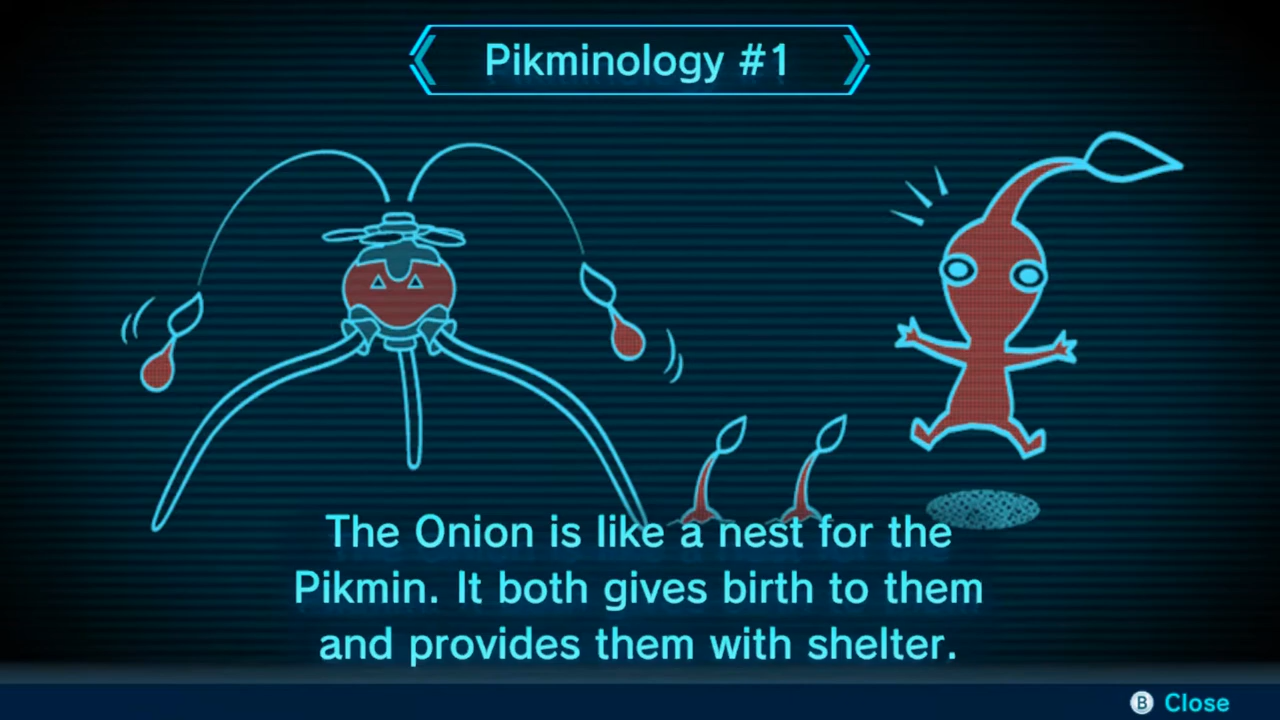 Pikminology #1
The Onion is like a nest for the
Pikmin. It both gives birth to them
and provides them with shelter.
B Close